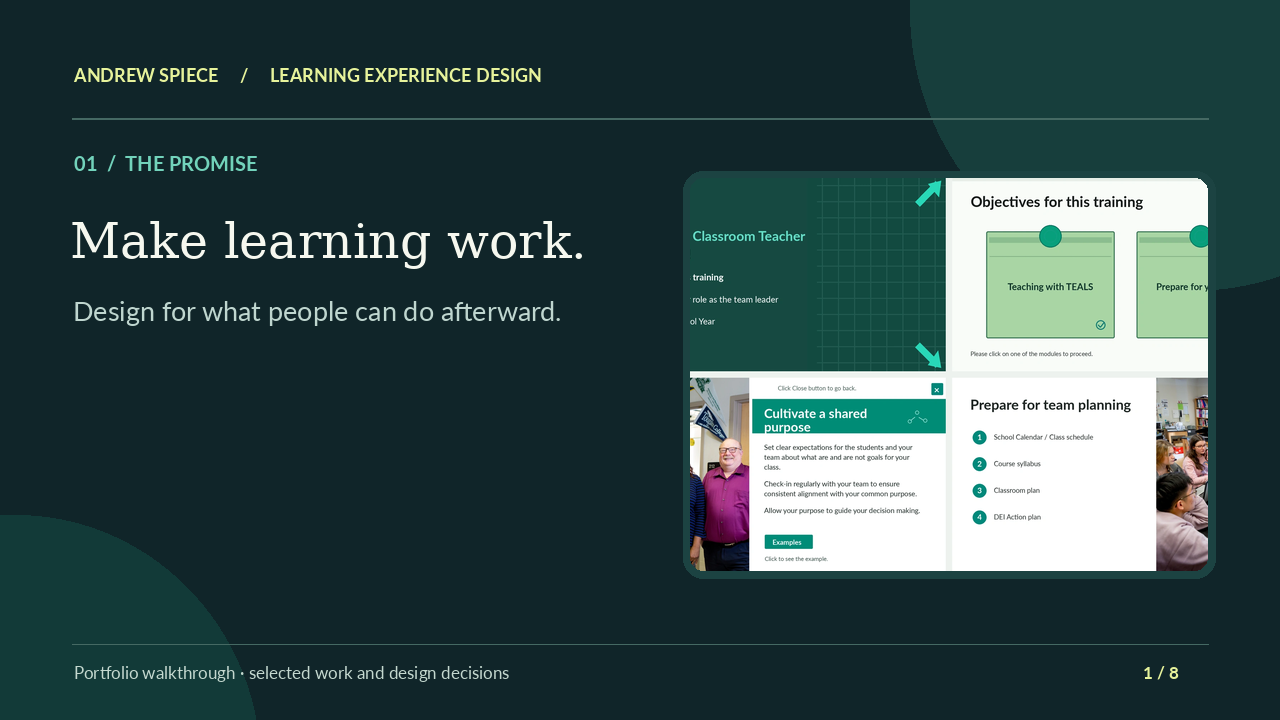 ANDREW SPIECE / LEARNING EXPERIENCE DESIGN
01 / THE PROMISE
Make learning work.
Design for what people can do afterward.
Classroom Teacher
training
role as the team leader
ol Year
Objectives for this training
Teaching with TEALS
Prepare for y
Please click on one of the modules to proceed.
Click Close button to go back.
×
Cultivate a shared
purpose
Set clear expectations for the students and your
team about what are and are not goals for your
class.
Check-in regularly with your team to ensure
consistent alignment with your common purpose.
Allow your purpose to guide your decision making.
Examples
Click to see the example.
Prepare for team planning
1 School Calendar / Class schedule
2 Course syllabus
3 Classroom plan
4 DEI Action plan
Portfolio walkthrough · selected work and design decisions
1 / 8